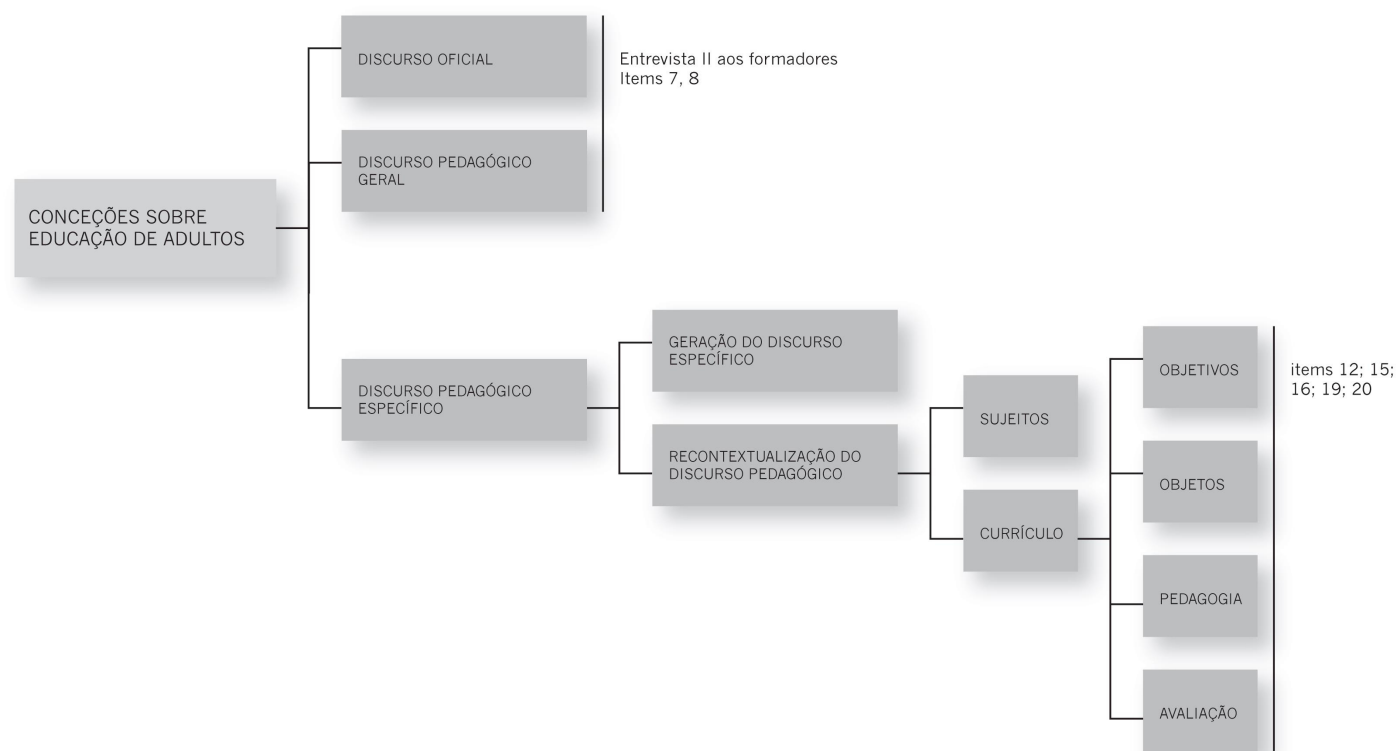 DISCURSO OFICIAL
Entrevista II aos formadores
Items 7, 8
DISCURSO PEDAGÓGICO
GERAL
CONCEÇÕES SOBRE
EDUCAÇÃO DE ADULTOS
DISCURSO PEDAGÓGICO
ESPECÍFICO
GERAÇÃO DO DISCURSO
ESPECÍFICO
RECONTEXTUALIZAÇÃO DO
DISCURSO PEDAGÓGICO
SUJEITOS
CURRÍCULO
OBJETIVOS
items 12; 15;
16; 19; 20
OBJETOS
PEDAGOGIA
AVALIAÇÃO